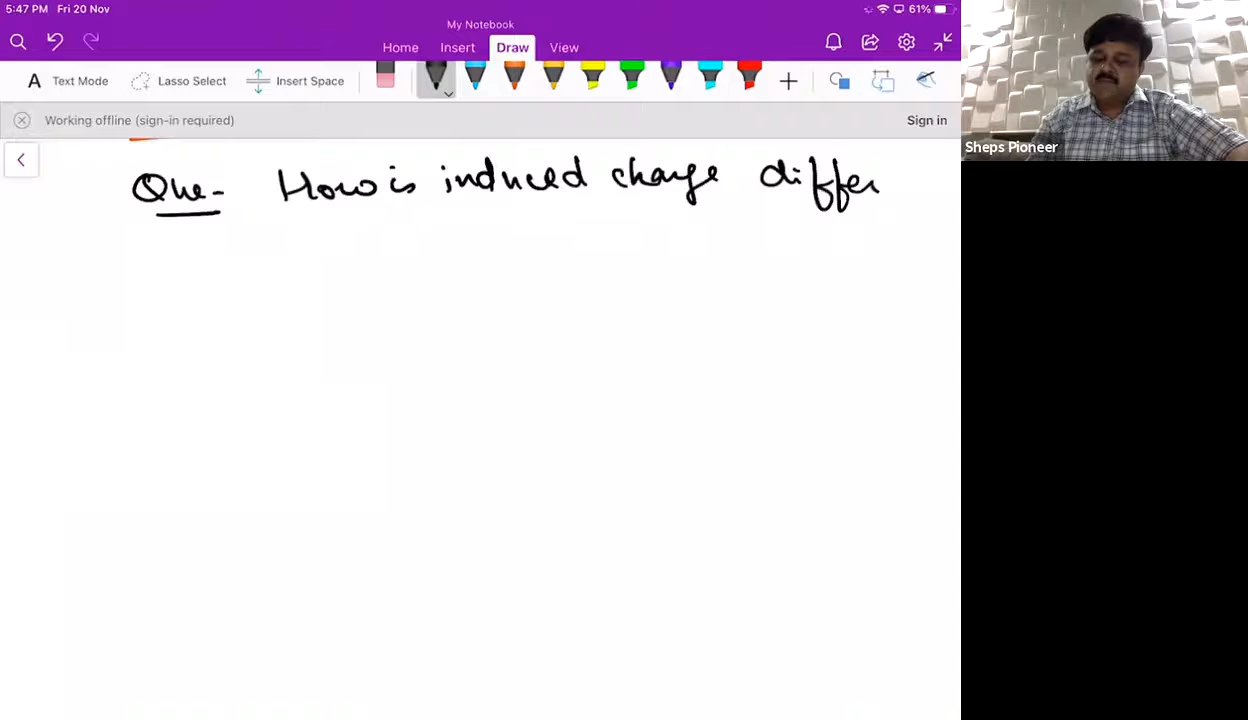 5:47 PM Fri 20 Nov
61%
My Notebook
Home Insert Draw View
A Text Mode Lasso Select Insert Space
Working offline (sign-in required) Sign in
Que- How is induced charge differ
Sheps Pioneer